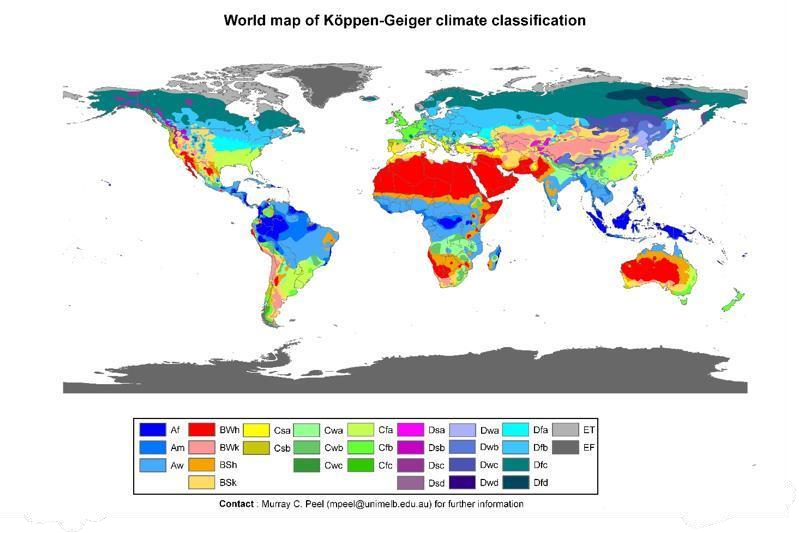 World map of Köppen-Geiger climate classification
Af BWh Csa Cwa Cfa Dsa Dwa Dfa ET
Am BWk Csb Cwb Cfb Dsb Dwb Dfb EF
Aw BSh Cwc Cfc Dsc Dwc Dfc
BSk Dsd Dwd Dfd
Contact : Murray C. Peel (mpeel@unimelb.edu.au) for further information